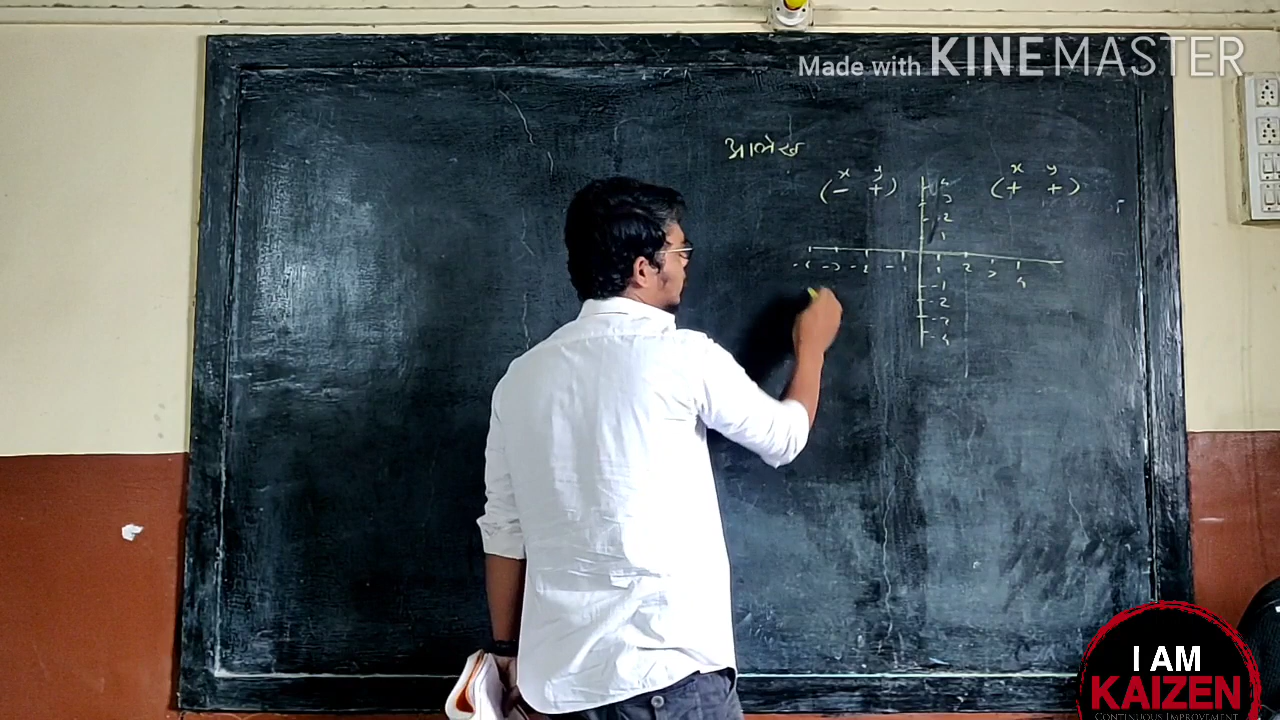 Made with KINEMASTER
आलेख
x y x y
(- +) (+ +)
4
3
2
1
-4 -3 -2 -1 1 2 3 4
-1
-2
-3
-4
I AM
KAIZEN